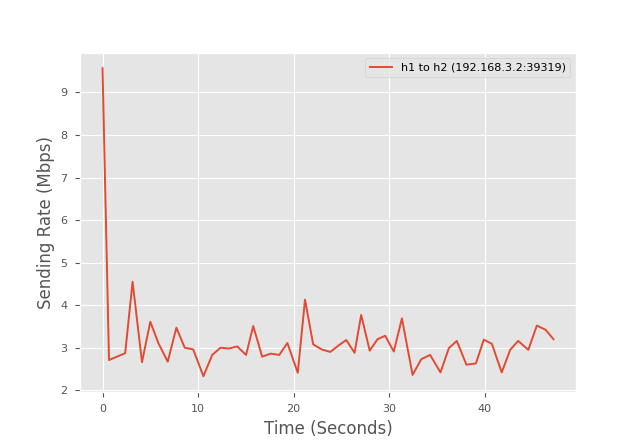 h1 to h2 (192.168.3.2:39319)
9
8
7
6
5
4
3
2
Sending Rate (Mbps)
0 10 20 30 40
Time (Seconds)